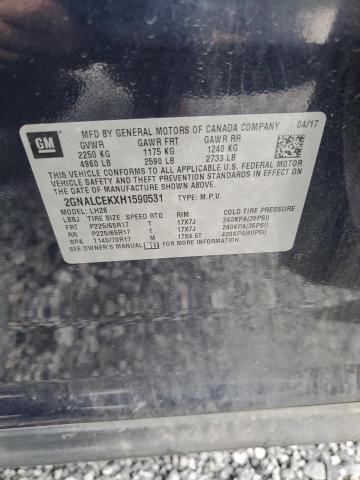 GM
MFD BY GENERAL MOTORS OF CANADA COMPANY 04/17
GVWR GAWR FRT GAWR RR
2250 KG 1175 KG 1240 KG
4960 LB 2590 LB 2733 LB
THIS VEHICLE CONFORMS TO ALL APPLICABLE U.S. FEDERAL MOTOR
VEHICLE SAFETY, BUMPER, AND THEFT PREVENTION STANDARDS IN
EFFECT ON THE DATE OF MANUFACTURE SHOWN ABOVE.
2GNALCEKXH1590531 TYPE: M.P.V.
MODEL: LH26
LBBJ TIRE SIZE SPEED RTG RIM COLD TIRE PRESSURE
FRT P225/65R17 T 17X7J 240KPA(35PSI)
RR P225/65R17 T 17X7J 240KPA(35PSI)
SPA T145/70R17 M 17X4.5T 420KPA(60PSI)
SEE OWNER'S MANUAL